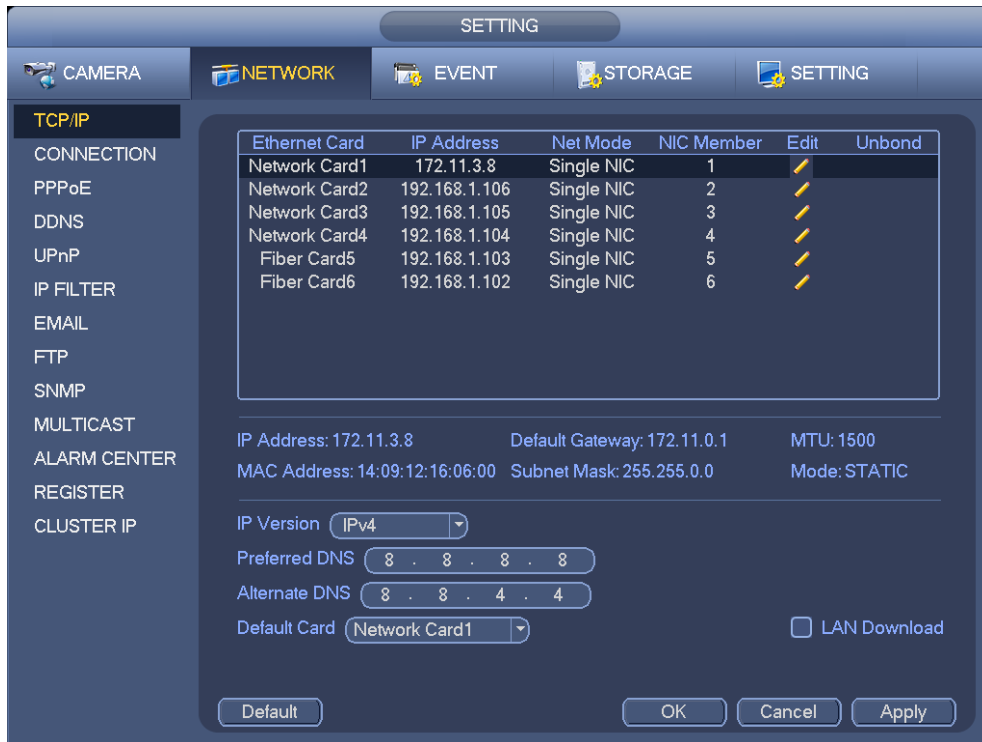 SETTING
CAMERA NETWORK EVENT STORAGE SETTING
TCP/IP
CONNECTION
PPPoE
DDNS
UPnP
IP FILTER
EMAIL
FTP
SNMP
MULTICAST
ALARM CENTER
REGISTER
CLUSTER IP
Ethernet Card IP Address Net Mode NIC Member Edit Unbond
Network Card1 172.11.3.8 Single NIC 1
Network Card2 192.168.1.106 Single NIC 2
Network Card3 192.168.1.105 Single NIC 3
Network Card4 192.168.1.104 Single NIC 4
Fiber Card5 192.168.1.103 Single NIC 5
Fiber Card6 192.168.1.102 Single NIC 6
IP Address: 172.11.3.8 Default Gateway: 172.11.0.1 MTU: 1500
MAC Address: 14:09:12:16:06:00 Subnet Mask: 255.255.0.0 Mode: STATIC
IP Version IPv4
Preferred DNS 8 . 8 . 8 . 8
Alternate DNS 8 . 8 . 4 . 4
Default Card Network Card1 LAN Download
Default OK Cancel Apply